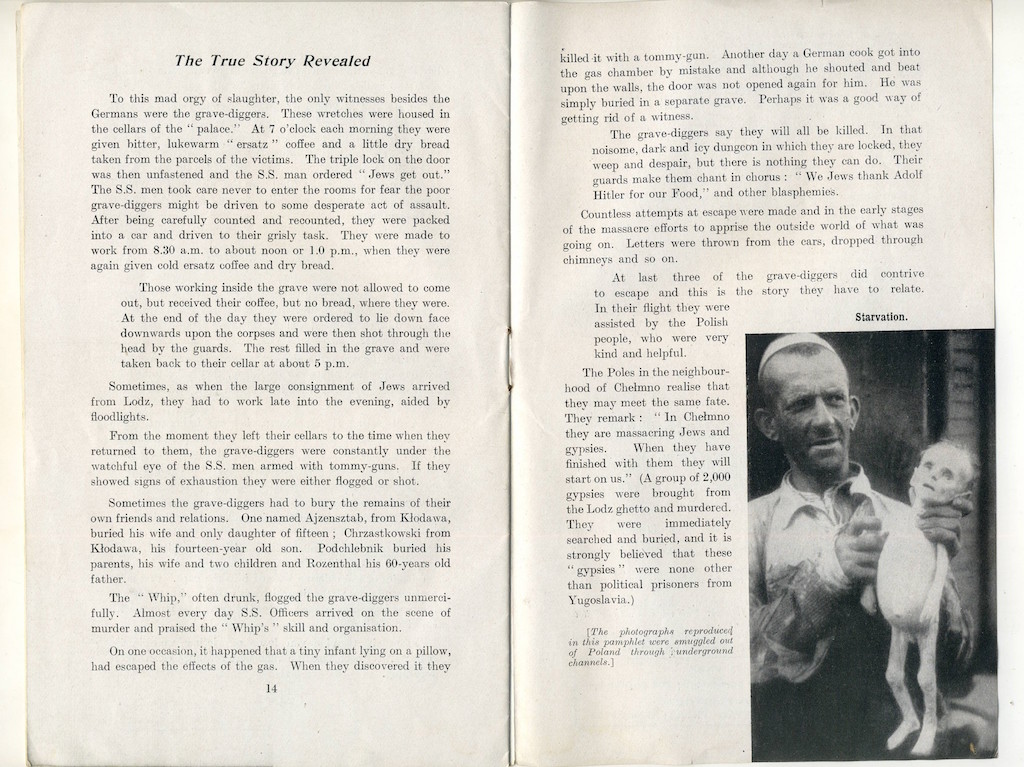 The True Story Revealed
To this mad orgy of slaughter, the only witnesses besides the
Germans were the grave-diggers. These wretches were housed in
the cellars of the " palace." At 7 o'clock each morning they were
given bitter, lukewarm " ersatz " coffee and a little dry bread
taken from the parcels of the victims. The triple lock on the door
was then unfastened and the S.S. man ordered " Jews get out."
The S.S. men took care never to enter the rooms for fear the poor
grave-diggers might be driven to some desperate act of assault.
After being carefully counted and recounted, they were packed
into a car and driven to their grisly task. They were made to
work from 8.30 a.m. to about noon or 1.0 p.m., when they were
again given cold ersatz coffee and dry bread.
Those working inside the grave were not allowed to come
out, but received their coffee, but no bread, where they were.
At the end of the day they were ordered to lie down face
downwards upon the corpses and were then shot through the
head by the guards. The rest filled in the grave and were
taken back to their cellar at about 5 p.m.
Sometimes, as when the large consignment of Jews arrived
from Lodz, they had to work late into the evening, aided by
floodlights.
From the moment they left their cellars to the time when they
returned to them, the grave-diggers were constantly under the
watchful eye of the S.S. men armed with tommy-guns. If they
showed signs of exhaustion they were either flogged or shot.
Sometimes the grave-diggers had to bury the remains of their
own friends and relations. One named Ajzensztab, from Kłodawa,
buried his wife and only daughter of fifteen ; Chrzastkowski from
Kłodawa, his fourteen-year old son. Podchlebnik buried his
parents, his wife and two children and Rozenthal his 60-years old
father.
The " Whip," often drunk, flogged the grave-diggers unmerci-
fully. Almost every day S.S. Officers arrived on the scene of
murder and praised the " Whip's " skill and organisation.
On one occasion, it happened that a tiny infant lying on a pillow,
had escaped the effects of the gas. When they discovered it they
14
killed it with a tommy-gun. Another day a German cook got into
the gas chamber by mistake and although he shouted and beat
upon the walls, the door was not opened again for him. He was
simply buried in a separate grave. Perhaps it was a good way of
getting rid of a witness.
The grave-diggers say they will all be killed. In that
noisome, dark and icy dungeon in which they are locked, they
weep and despair, but there is nothing they can do. Their
guards make them chant in chorus : " We Jews thank Adolf
Hitler for our Food," and other blasphemies.
Countless attempts at escape were made and in the early stages
of the massacre efforts to apprise the outside world of what was
going on. Letters were thrown from the cars, dropped through
chimneys and so on.
At last three of the grave-diggers did contrive
to escape and this is the story they have to relate.
In their flight they were
assisted by the Polish
people, who were very
kind and helpful.
The Poles in the neighbour-
hood of Chełmno realise that
they may meet the same fate.
They remark : " In Chełmno
they are massacring Jews and
gypsies. When they have
finished with them they will
start on us." (A group of 2,000
gypsies were brought from
the Lodz ghetto and murdered.
They were immediately
searched and buried, and it is
strongly believed that these
" gypsies " were none other
than political prisoners from
Yugoslavia.)
[The photographs reproduced
in this pamphlet were smuggled out
of Poland through underground
channels.]
Starvation.